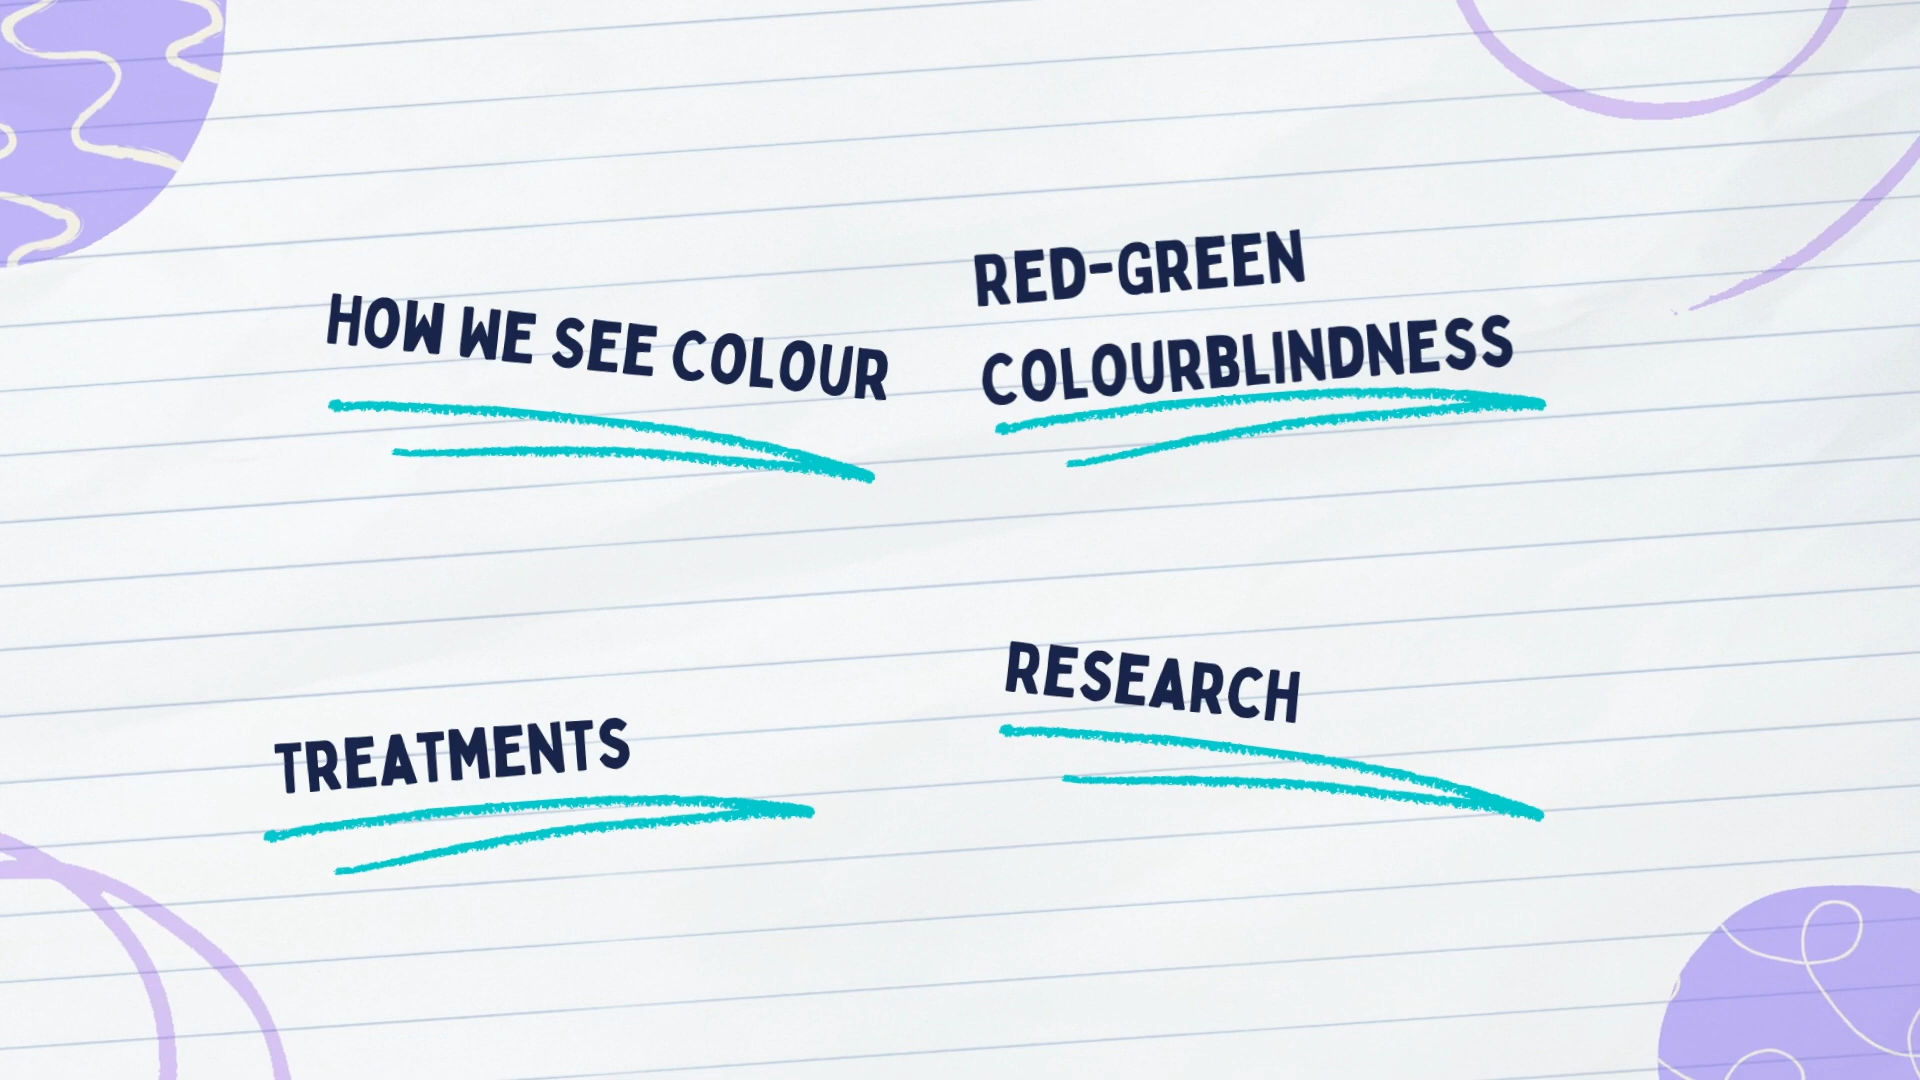 HOW WE SEE COLOUR
RED-GREEN
COLOURBLINDNESS
TREATMENTS
RESEARCH